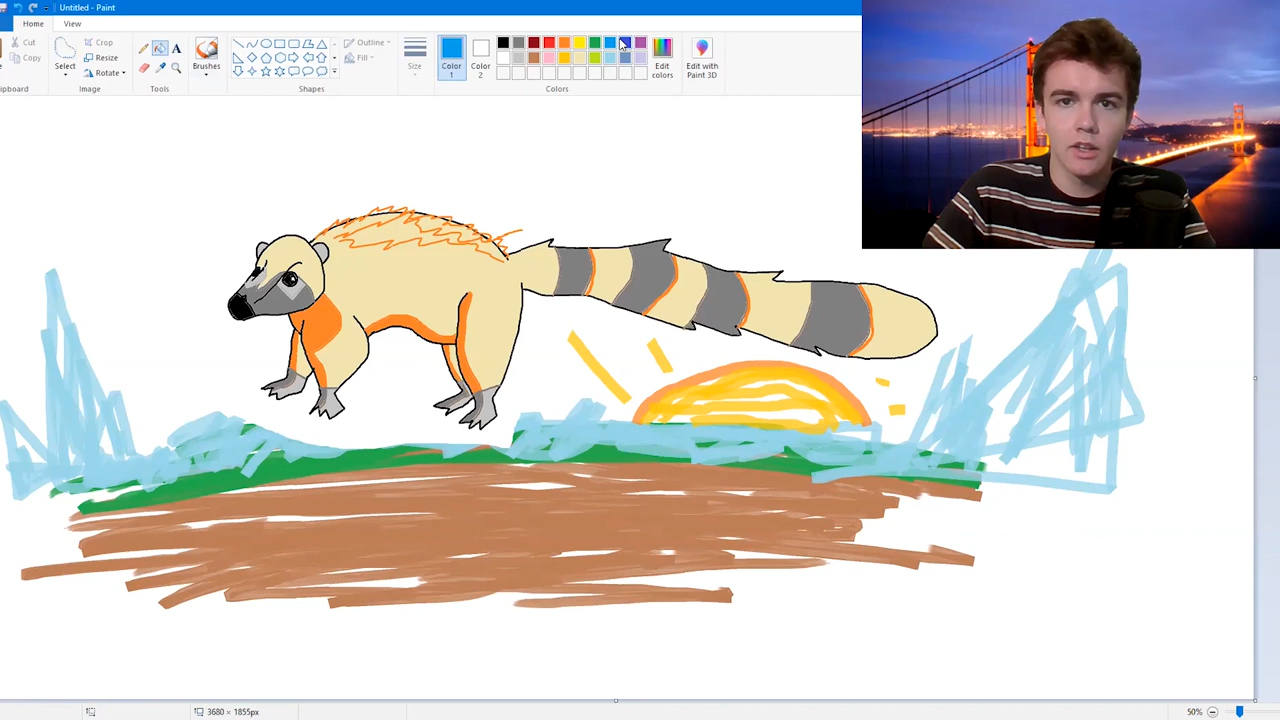 Untitled - Paint
Home View
Cut
Copy
Clipboard
Select
Crop
Resize
Rotate
Image
A
Tools
Brushes
Outline
Fill
Shapes
Size
Color 1
Color 2
Edit colors
Colors
Edit with Paint 3D
3680 × 1855px
50%